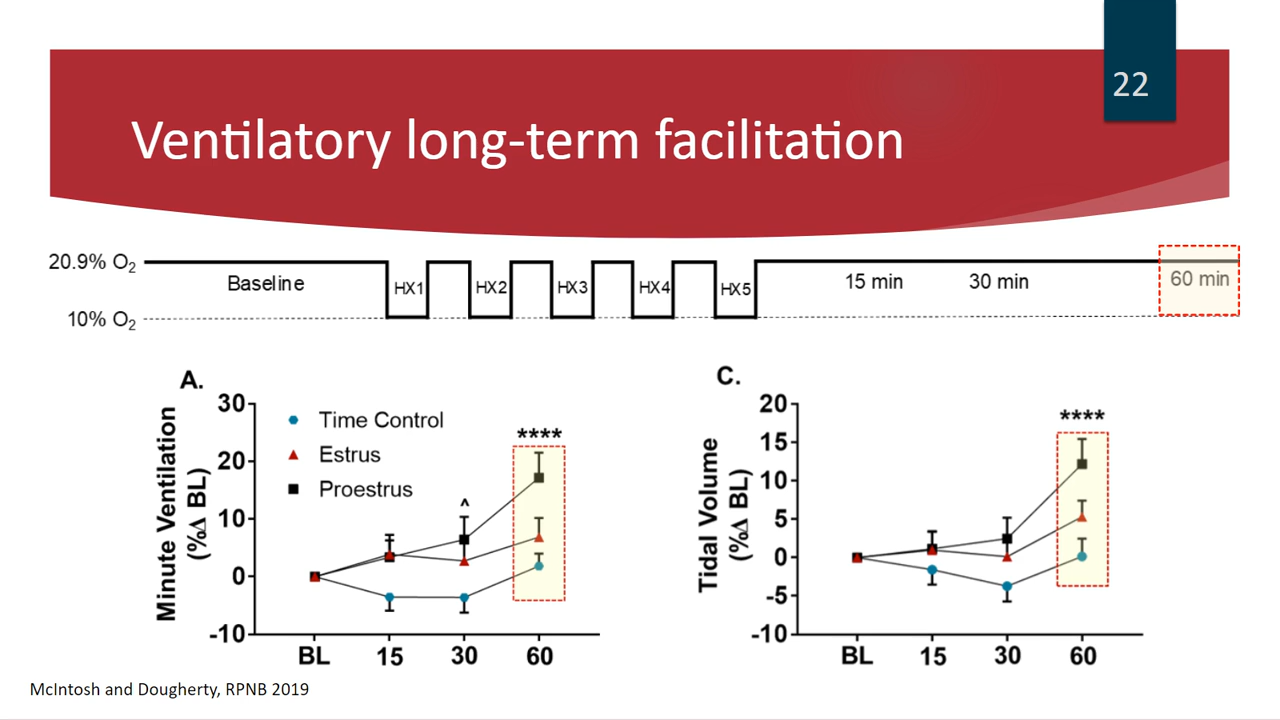 22
Ventilatory long-term facilitation
20.9% O₂
Baseline
HX1
HX2
HX3
HX4
HX5
15 min
30 min
60 min
10% O₂
A.
Minute Ventilation
(%Δ BL)
30
20
10
0
-10
Time Control
Estrus
Proestrus
^
****
BL
15
30
60
C.
Tidal Volume
(%Δ BL)
20
15
10
5
0
-5
-10
****
BL
15
30
60
McIntosh and Dougherty, RPNB 2019